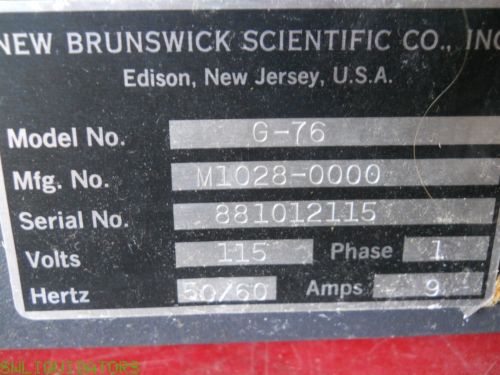 NEW BRUNSWICK SCIENTIFIC CO., INC
Edison, New Jersey, U.S.A.
Model No. G-76
Mfg. No. M1028-0000
Serial No. 881012115
Volts 115 Phase 1
Hertz 50/60 Amps 9
SWLIQUIDATORS